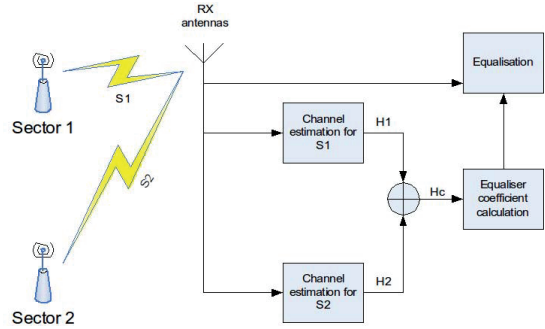 RX
antennas
S1
Sector 1
S2
Sector 2
Channel
estimation for
S1
H1
Equalisation
Hc
Equaliser
coefficient
calculation
Channel
estimation for
S2
H2